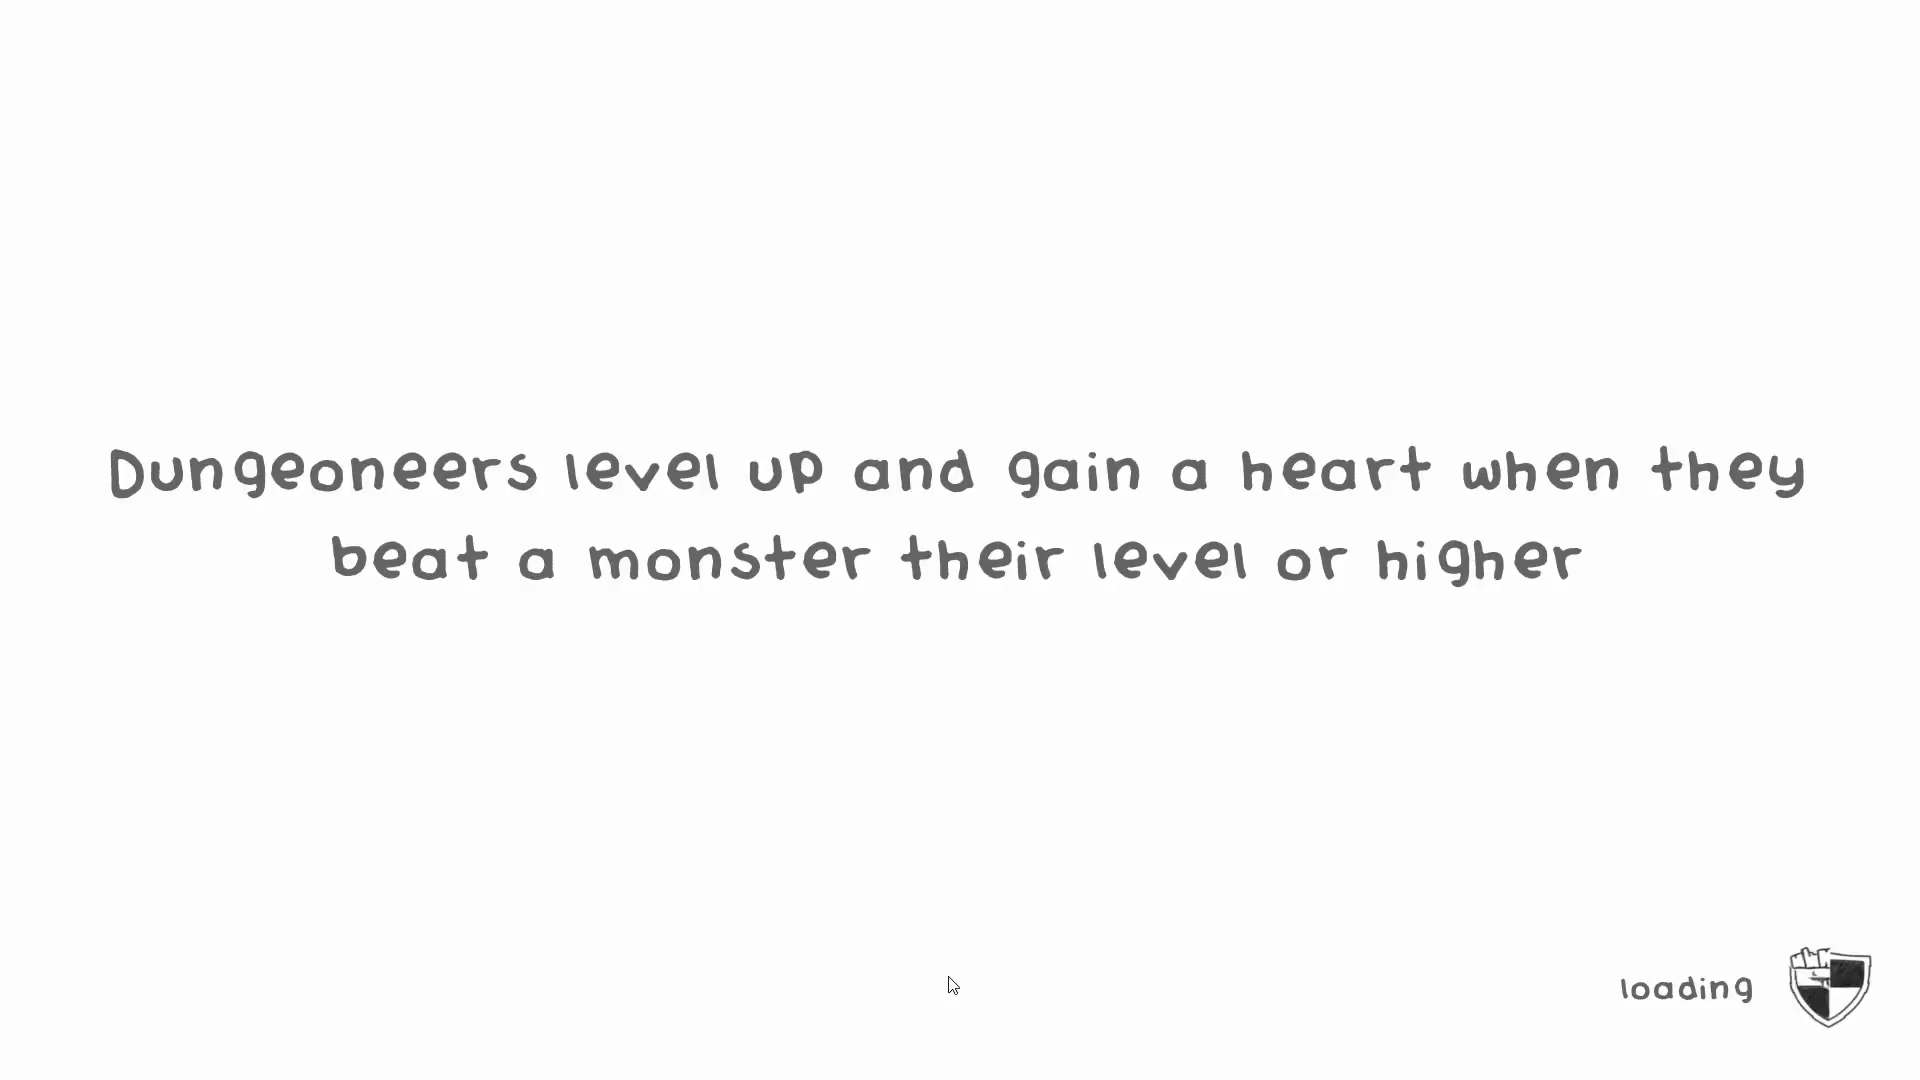 Dungeoneers level up and gain a heart when they
beat a monster their level or higher
loading